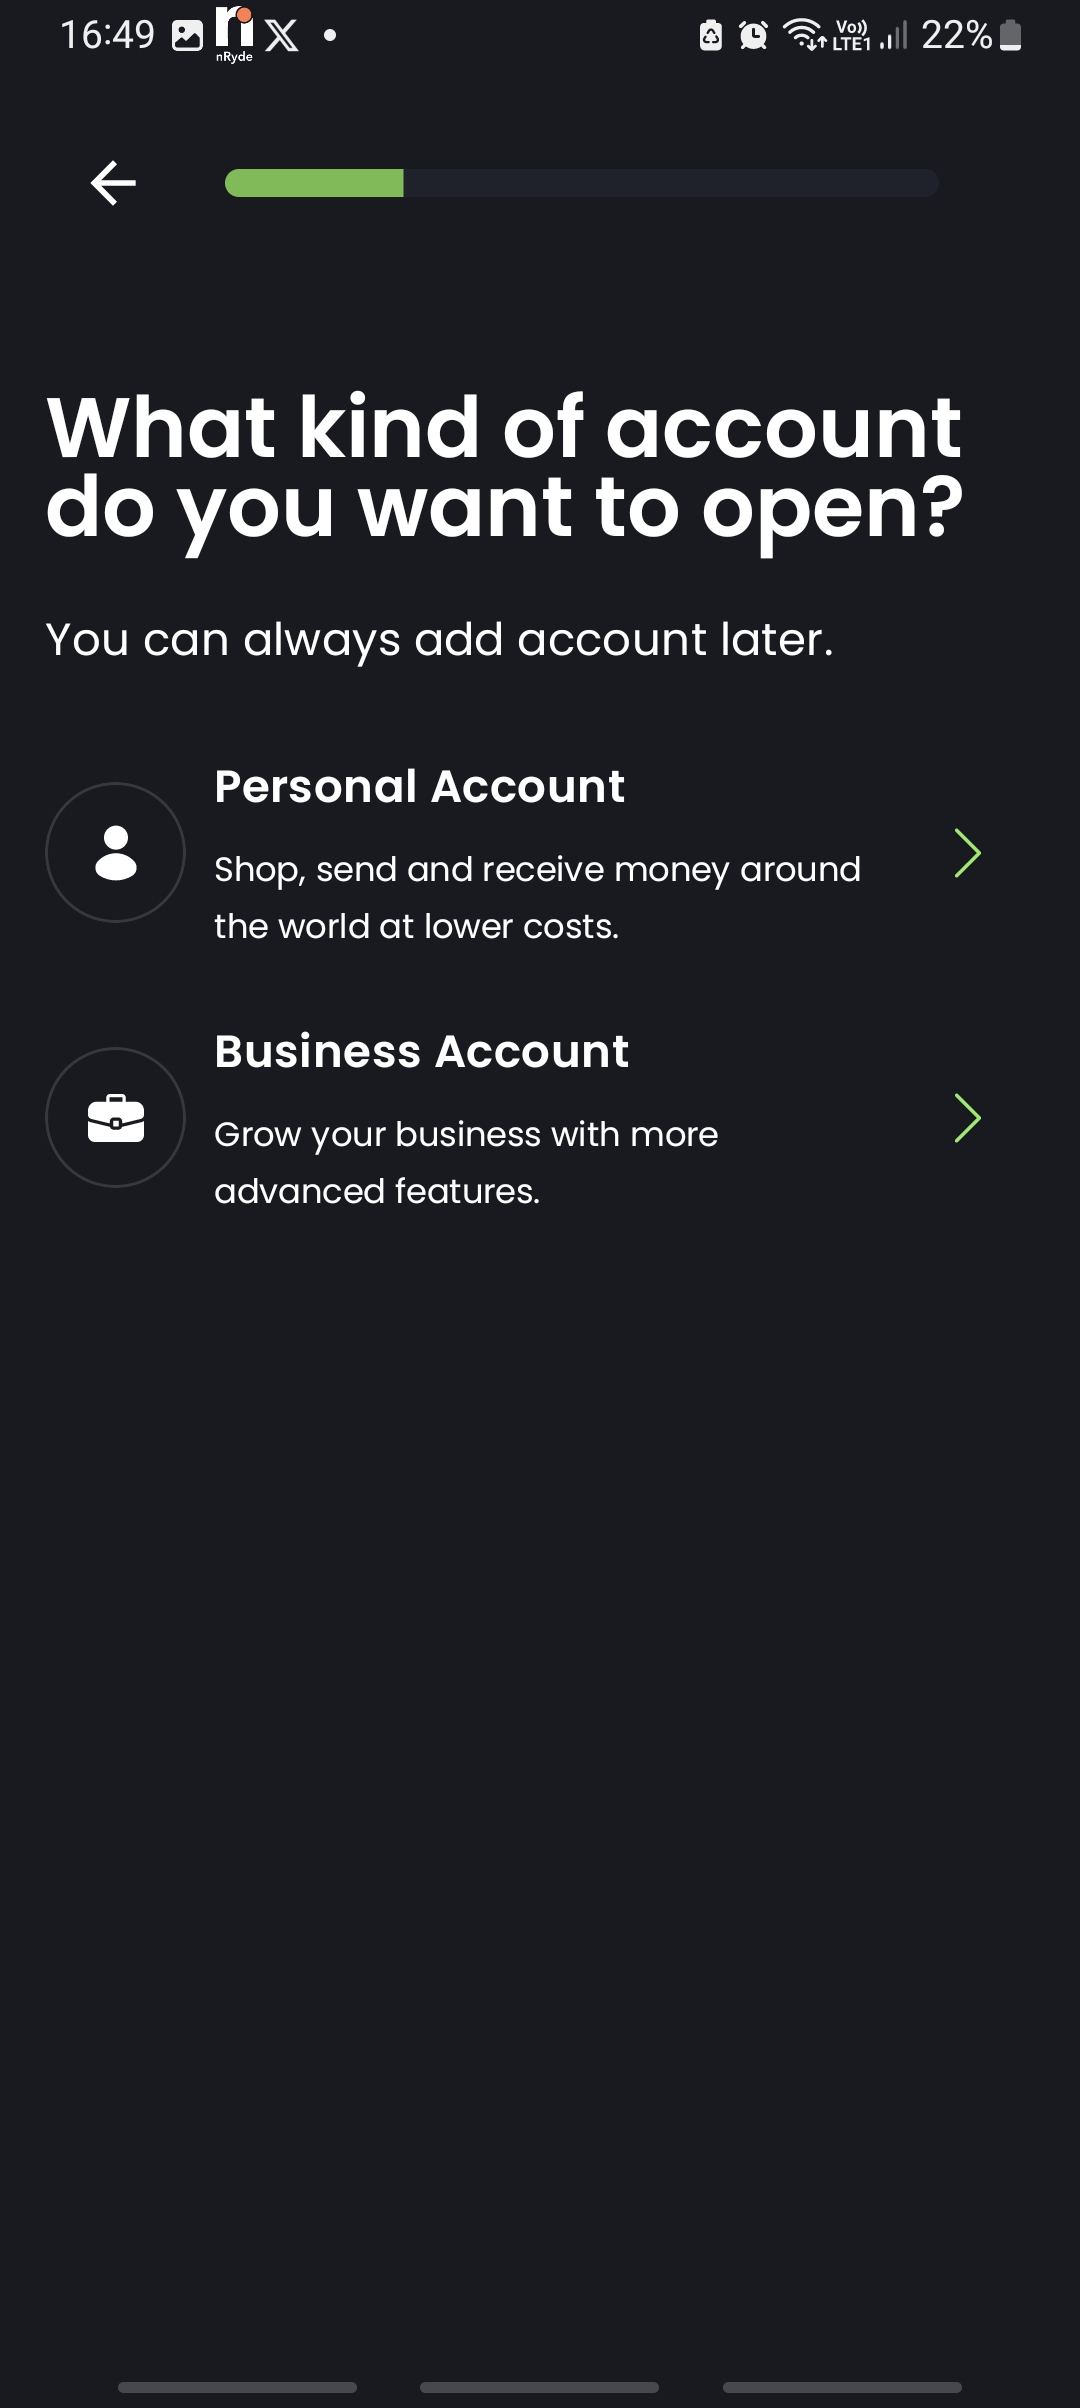 16:49 nRyde Vo)) LTE1 22%
What kind of account
do you want to open?
You can always add account later.
Personal Account
Shop, send and receive money around
the world at lower costs.
Business Account
Grow your business with more
advanced features.